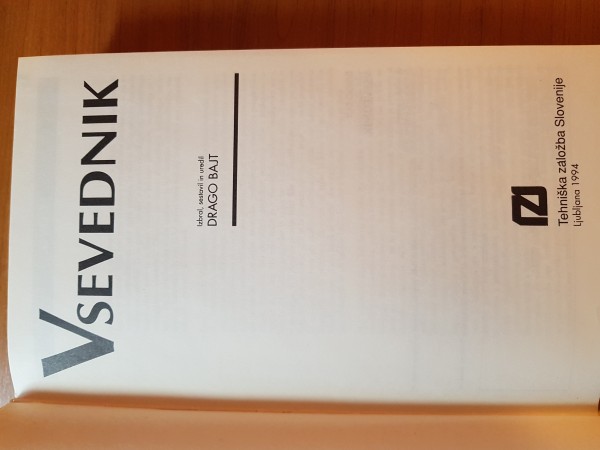 VSEVEDNIK
Izbral, sestavil in uredil
DRAGO BAJT
Tehniška založba Slovenije
Ljubljana 1994